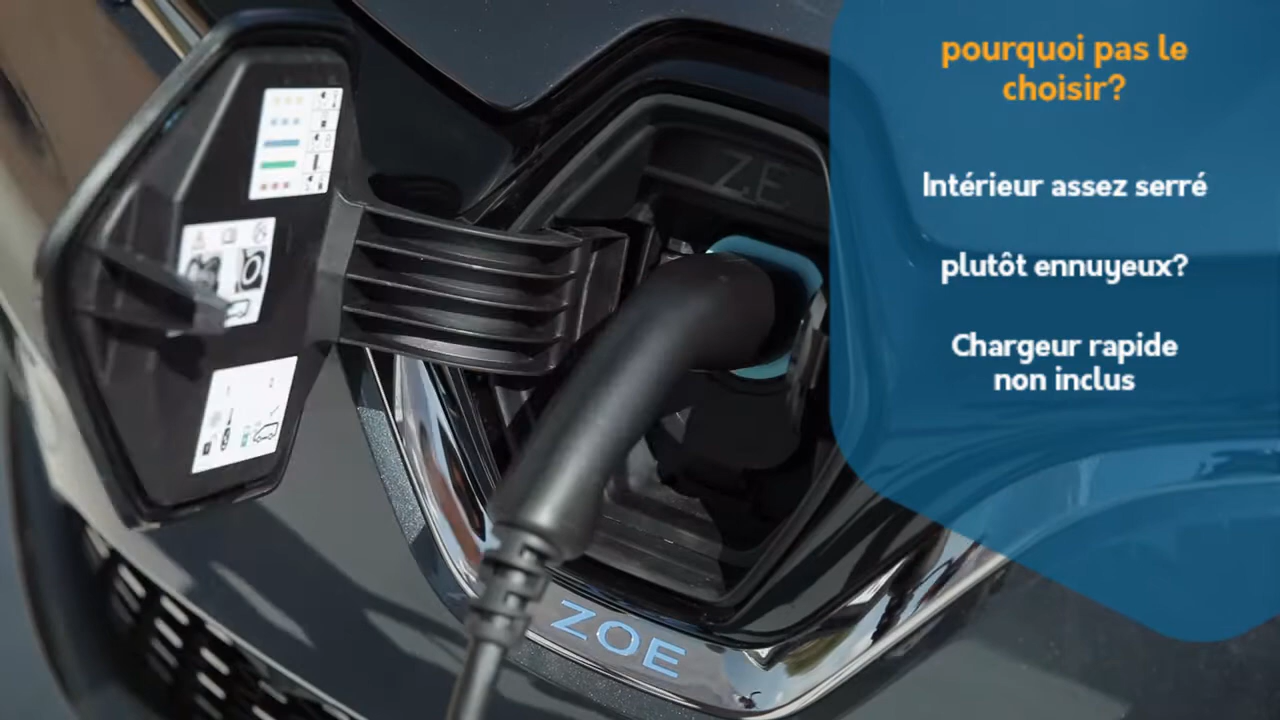 pourquoi pas le
choisir?
Intérieur assez serré
plutôt ennuyeux?
Chargeur rapide
non inclus
Z.E
ZOE